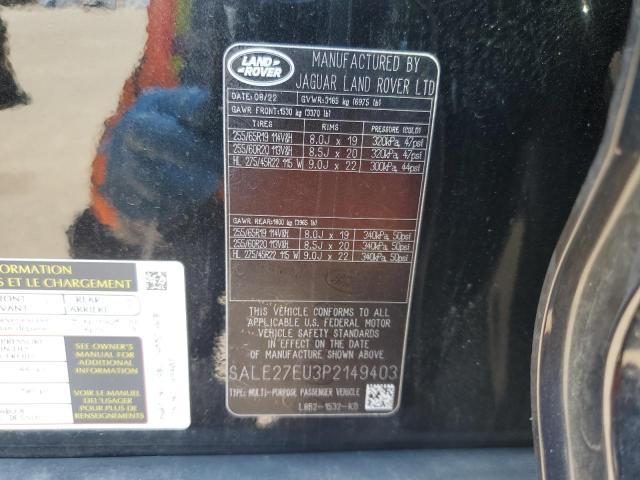 LAND ROVER
MANUFACTURED BY
JAGUAR LAND ROVER LTD
DATE: 08/22 GVWR: 3165 kg (6975 lb)
GAWR FRONT: 1530 kg (3370 lb)
TIRES RIMS PRESSURE (COLD)
255/65R19 114V&H 8.0J x 19 320kPa, 47psi
255/60R20 113V&H 8.5J x 20 320kPa, 47psi
HL 275/45R22 115 W 9.0J x 22 300kPa, 44psi
GAWR REAR: 1800 kg (3965 lb)
255/65R19 114V&H 8.0J x 19 340kPa, 50psi
255/60R20 113V&H 8.5J x 20 340kPa, 50psi
HL 275/45R22 115 W 9.0J x 22 340kPa, 50psi
THIS VEHICLE CONFORMS TO ALL
APPLICABLE U.S. FEDERAL MOTOR
VEHICLE SAFETY STANDARDS
IN EFFECT ON THE DATE
OF MANUFACTURE SHOWN ABOVE
SALE27EU3P2149403
TYPE: MULTI-PURPOSE PASSENGER VEHICLE
L8B2-1532-KD
INFORMATION
S ET LE CHARGEMENT
FRONT REAR
AVANT ARRIÈRE
SEE OWNER'S
MANUAL FOR
ADDITIONAL
INFORMATION
VOIR LE MANUEL
DE L'USAGER
POUR PLUS DE
RENSEIGNEMENTS